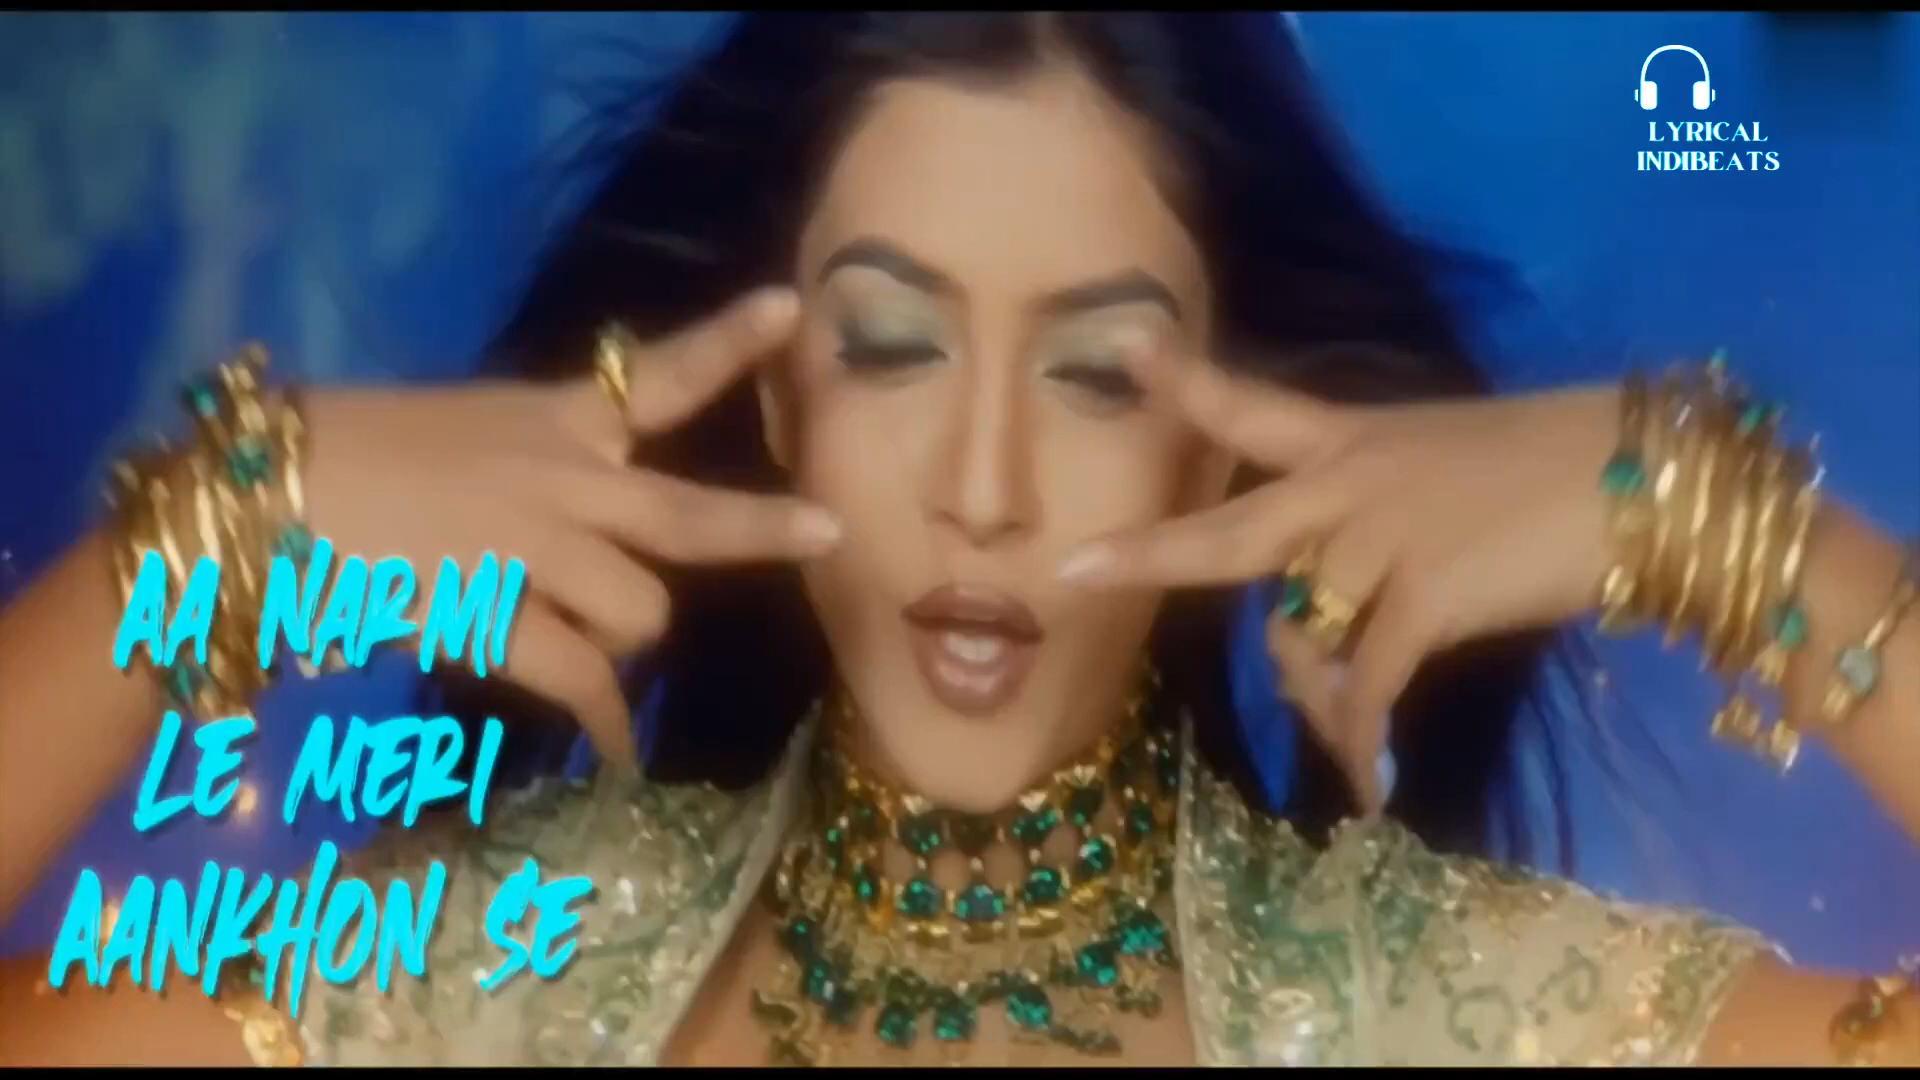 LYRICAL
INDIBEATS
AA NARMI
LE MERI
AANKHON SE